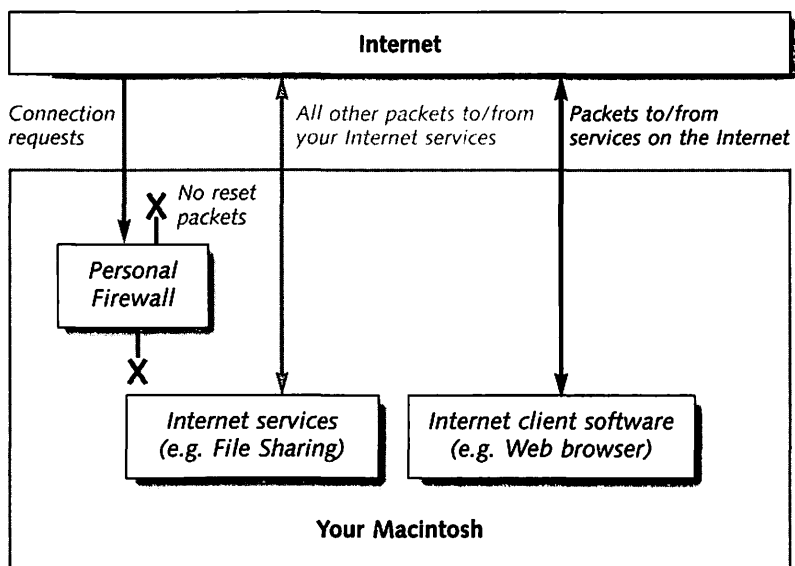 Internet
Connection
requests
All other packets to/from
your Internet services
Packets to/from
services on the Internet
X
No reset
packets
Personal
Firewall
X
Internet services
(e.g. File Sharing)
Internet client software
(e.g. Web browser)
Your Macintosh